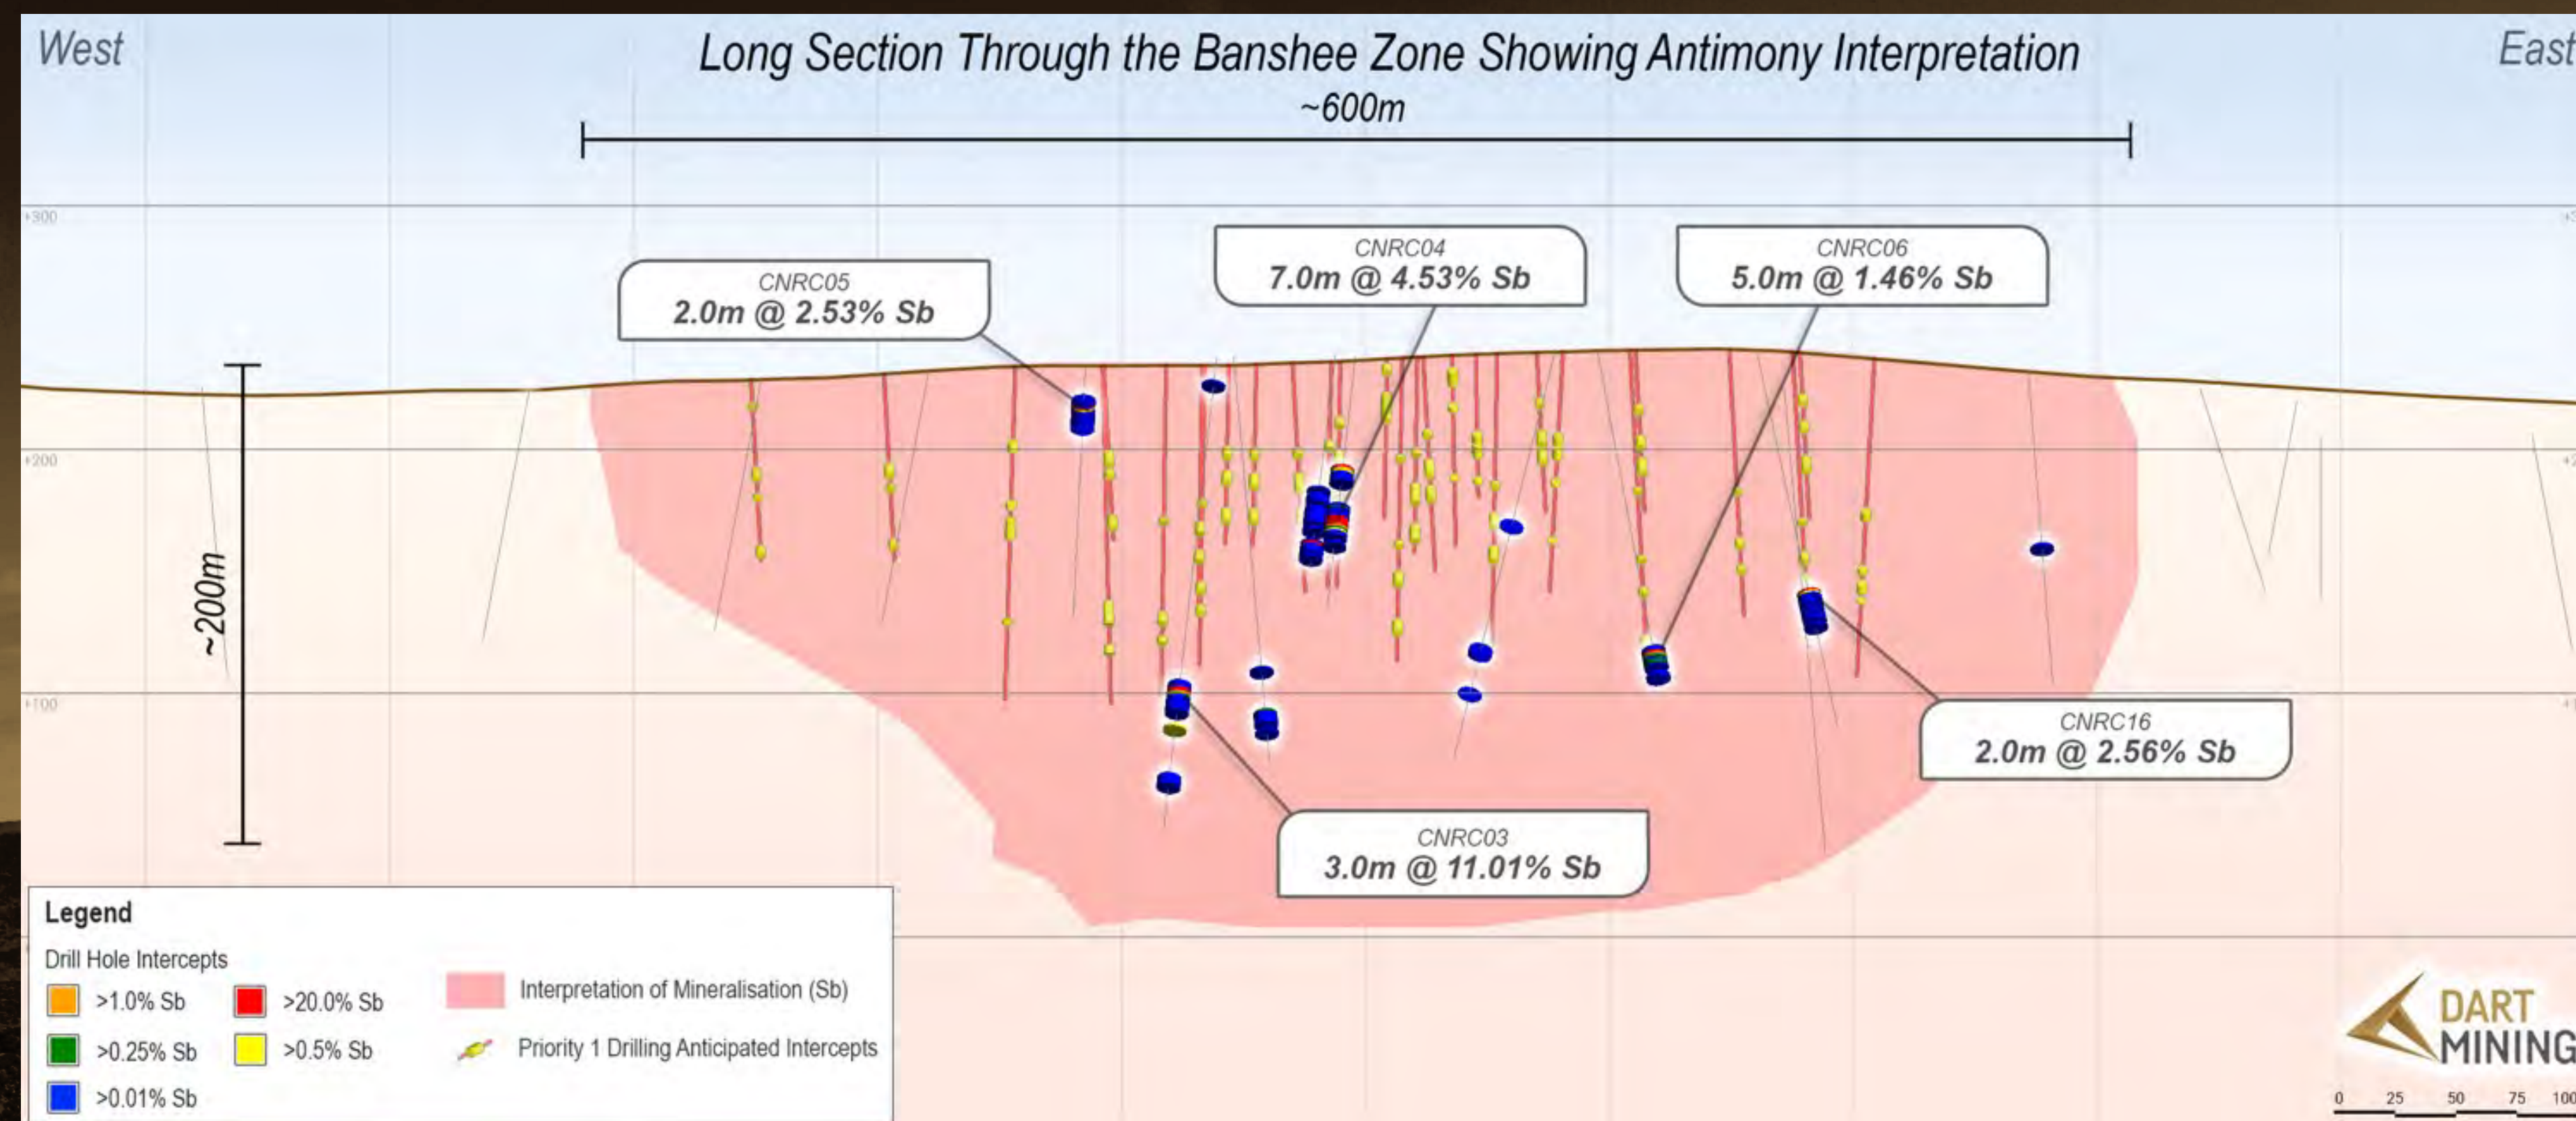 West
Long Section Through the Banshee Zone Showing Antimony Interpretation
East
~600m
+300
CNRC05
2.0m @ 2.53% Sb
CNRC04
7.0m @ 4.53% Sb
CNRC06
5.0m @ 1.46% Sb
+200
~200m
+100
CNRC16
2.0m @ 2.56% Sb
CNRC03
3.0m @ 11.01% Sb
Legend
Drill Hole Intercepts
>1.0% Sb
>20.0% Sb
>0.25% Sb
>0.5% Sb
>0.01% Sb
Interpretation of Mineralisation (Sb)
Priority 1 Drilling Anticipated Intercepts
DART
MINING
0 25 50 75 100